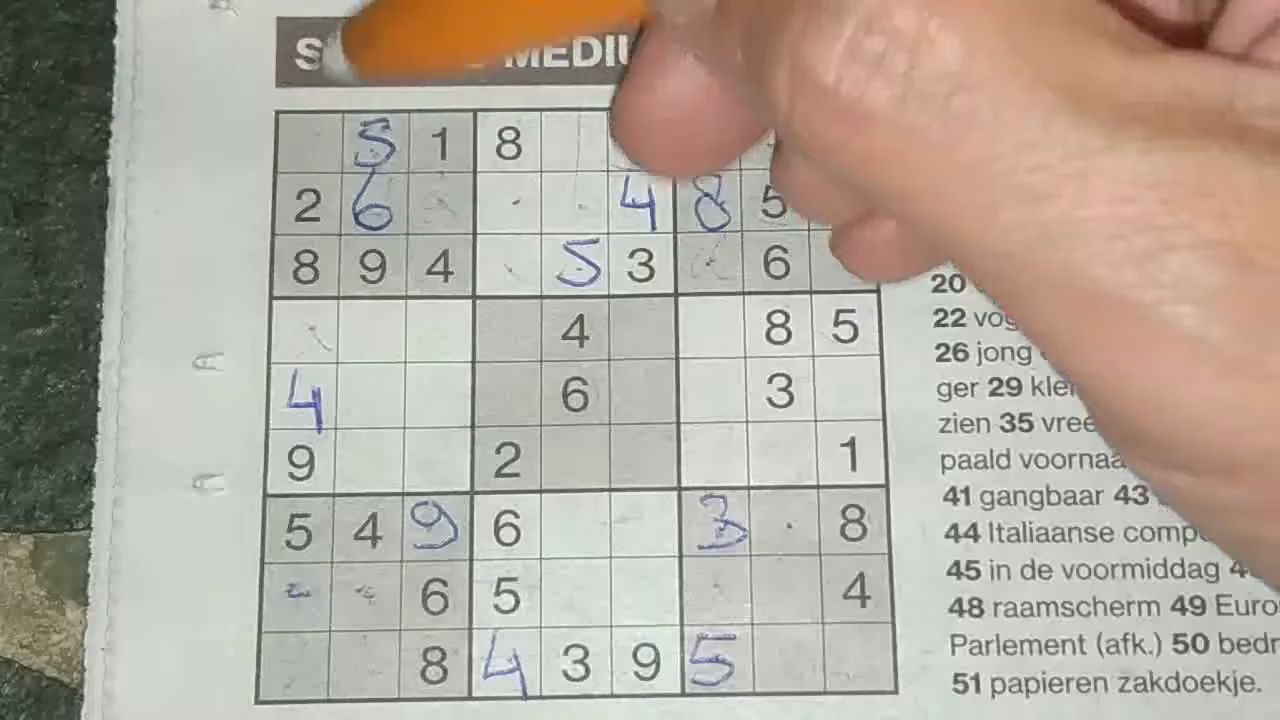 MEDIU
5 1 8
2 6 4 8 5
8 9 4 5 3 6
4 8 5
4 6 3
9 2 1
5 4 9 6 3 8
6 5 4
8 4 3 9 5
20
22 vog
26 jong
ger 29 kle
zien 35 vree
paald voornaa
41 gangbaar 43
44 Italiaanse comp
45 in de voormiddag 4
48 raamscherm 49 Euro
Parlement (afk.) 50 bedr
51 papieren zakdoekje.